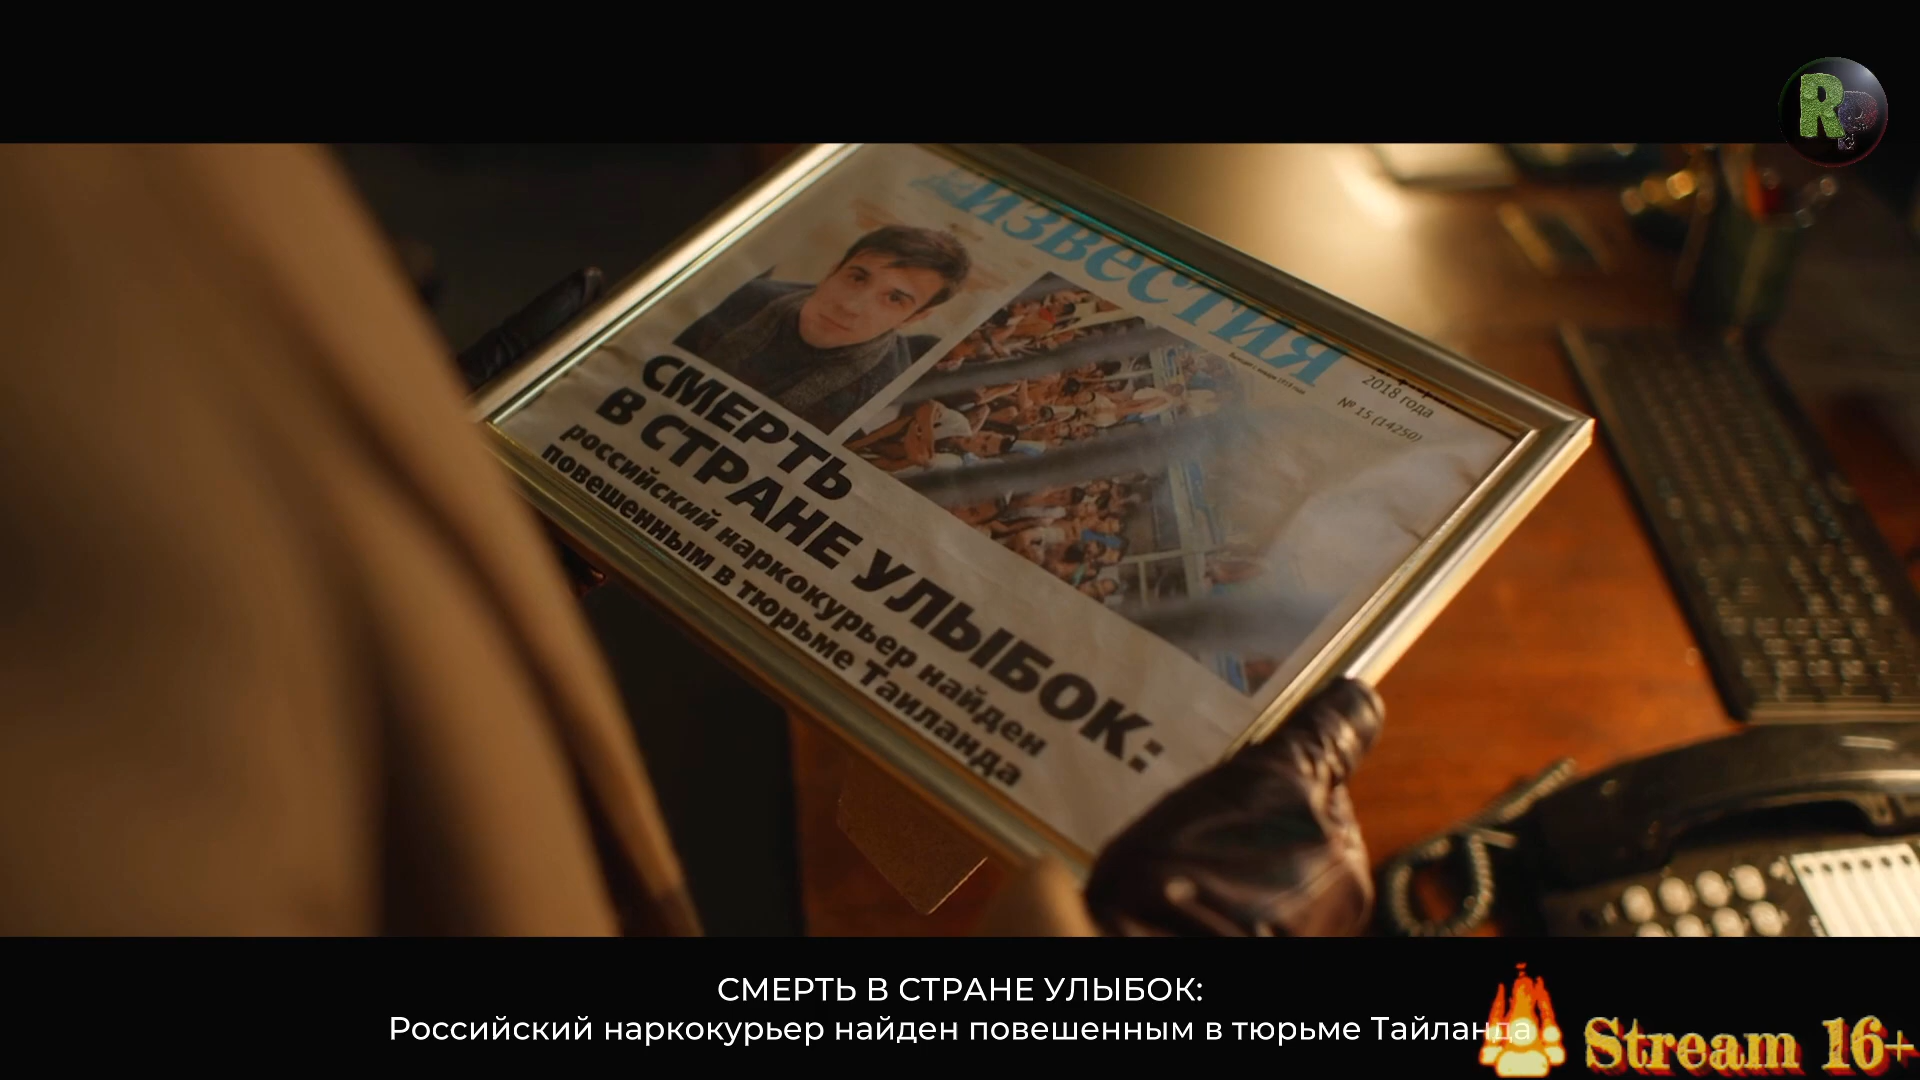 ИЗВЕСТИЯ
2018 года
№ 15 (14250)
СМЕРТЬ
В СТРАНЕ УЛЫБОК:
российский наркокурьер найден
повешенным в тюрьме Таиланда
СМЕРТЬ В СТРАНЕ УЛЫБОК:
Российский наркокурьер найден повешенным в тюрьме Тайланда
Stream 16+
R